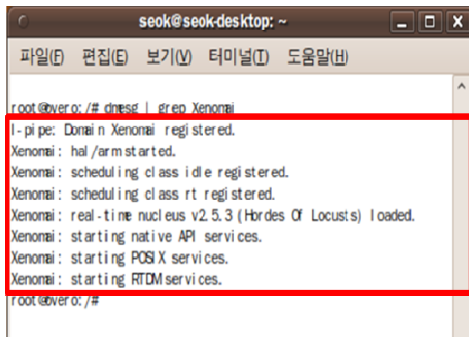 seok@seok-desktop: ~
파일(F) 편집(E) 보기(V) 터미널(T) 도움말(H)
root@overo:/# dmesg | grep Xenomai
I-pipe: Domain Xenomai registered.
Xenomai: hal/arm started.
Xenomai: scheduling class idle registered.
Xenomai: scheduling class rt registered.
Xenomai: real-time nucleus v2.5.3 (Hordes Of Locusts) loaded.
Xenomai: starting native API services.
Xenomai: starting POSIX services.
Xenomai: starting RTDM services.
root@overo:/#